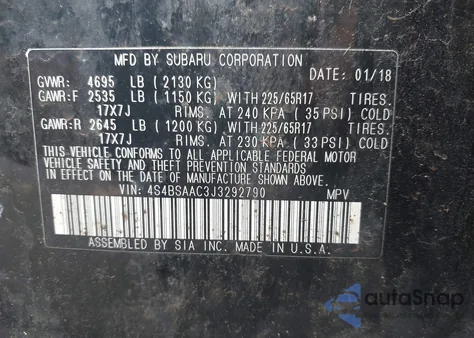 MFD BY SUBARU CORPORATION
DATE: 01/18
GVWR: 4695 LB (2130 KG)
GAWR:F 2535 LB (1150 KG) WITH 225/65R17 TIRES.
17X7J RIMS. AT 240 KPA (35 PSI) COLD
GAWR:R 2645 LB (1200 KG) WITH 225/65R17 TIRES.
17X7J RIMS. AT 230 KPA (33 PSI) COLD
THIS VEHICLE CONFORMS TO ALL APPLICABLE FEDERAL MOTOR
VEHICLE SAFETY AND THEFT PREVENTION STANDARDS
IN EFFECT ON THE DATE OF MANUFACTURE SHOWN ABOVE.
VIN: 4S4BSAAC3J3292790 MPV
ASSEMBLED BY SIA INC. MADE IN U.S.A.
autoSnap